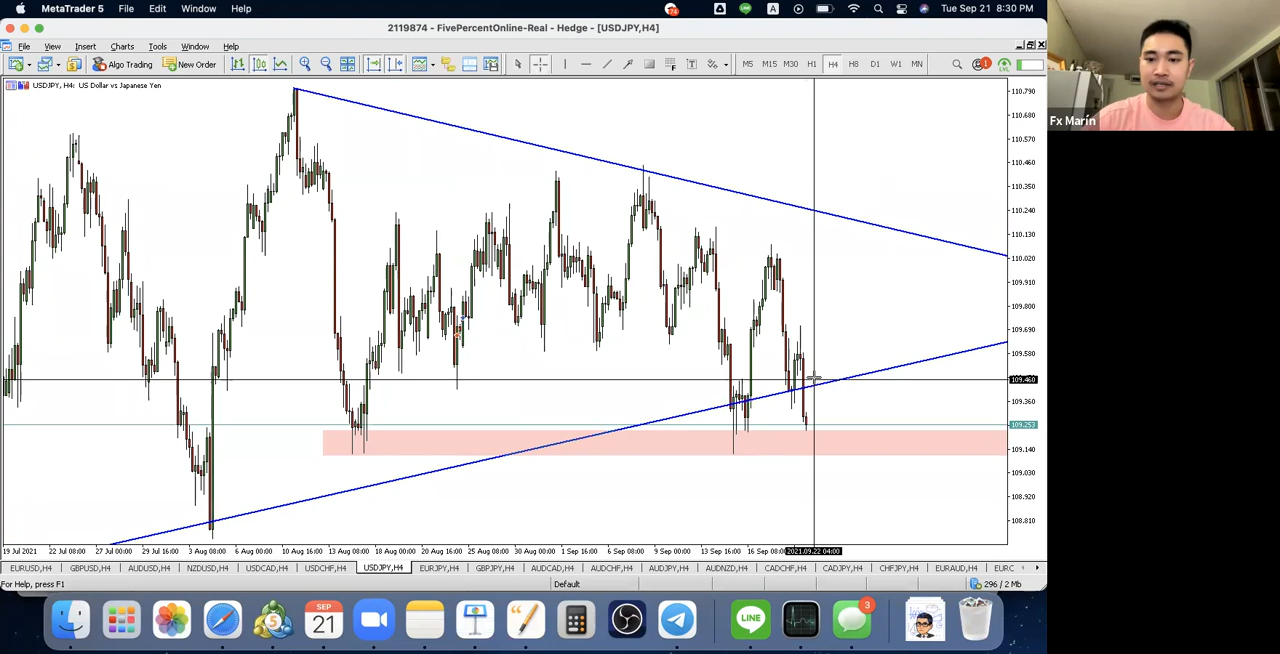 MetaTrader 5 File Edit View Window Help
174
A
Tue Sep 21 8:30 PM
2119874 - FivePercentOnline-Real - Hedge - [USDJPY,H4]
File View Insert Charts Tools Window Help
Algo Trading New Order M5 M15 M30 H1 H4 H8 D1 W1 MN
1
LVL
USDJPY, H4: US Dollar vs Japanese Yen
110.790
110.680
110.570
110.460
110.350
110.240
110.130
110.020
109.910
109.800
109.690
109.580
109.460
109.360
109.253
109.140
109.030
108.920
108.810
Fx Marín
19 Jul 2021 22 Jul 08:00 27 Jul 00:00 29 Jul 16:00 3 Aug 08:00 6 Aug 00:00 10 Aug 16:00 13 Aug 08:00 18 Aug 00:00 20 Aug 16:00 25 Aug 08:00 30 Aug 00:00 1 Sep 16:00 6 Sep 08:00 9 Sep 00:00 13 Sep 16:00 16 Sep 08:00 2021.09.22 04:00
EURUSD,H4 GBPUSD,H4 AUDUSD,H4 NZDUSD,H4 USDCAD,H4 USDCHF,H4 USDJPY,H4 EURJPY,H4 GBPJPY,H4 AUDCAD,H4 AUDCHF,H4 AUDJPY,H4 AUDNZD,H4 CADCHF,H4 CADJPY,H4 CHFJPY,H4 EURAUD,H4 EURC
For Help, press F1 Default 296 / 2 Mb
5
SEP
21
LINE
3